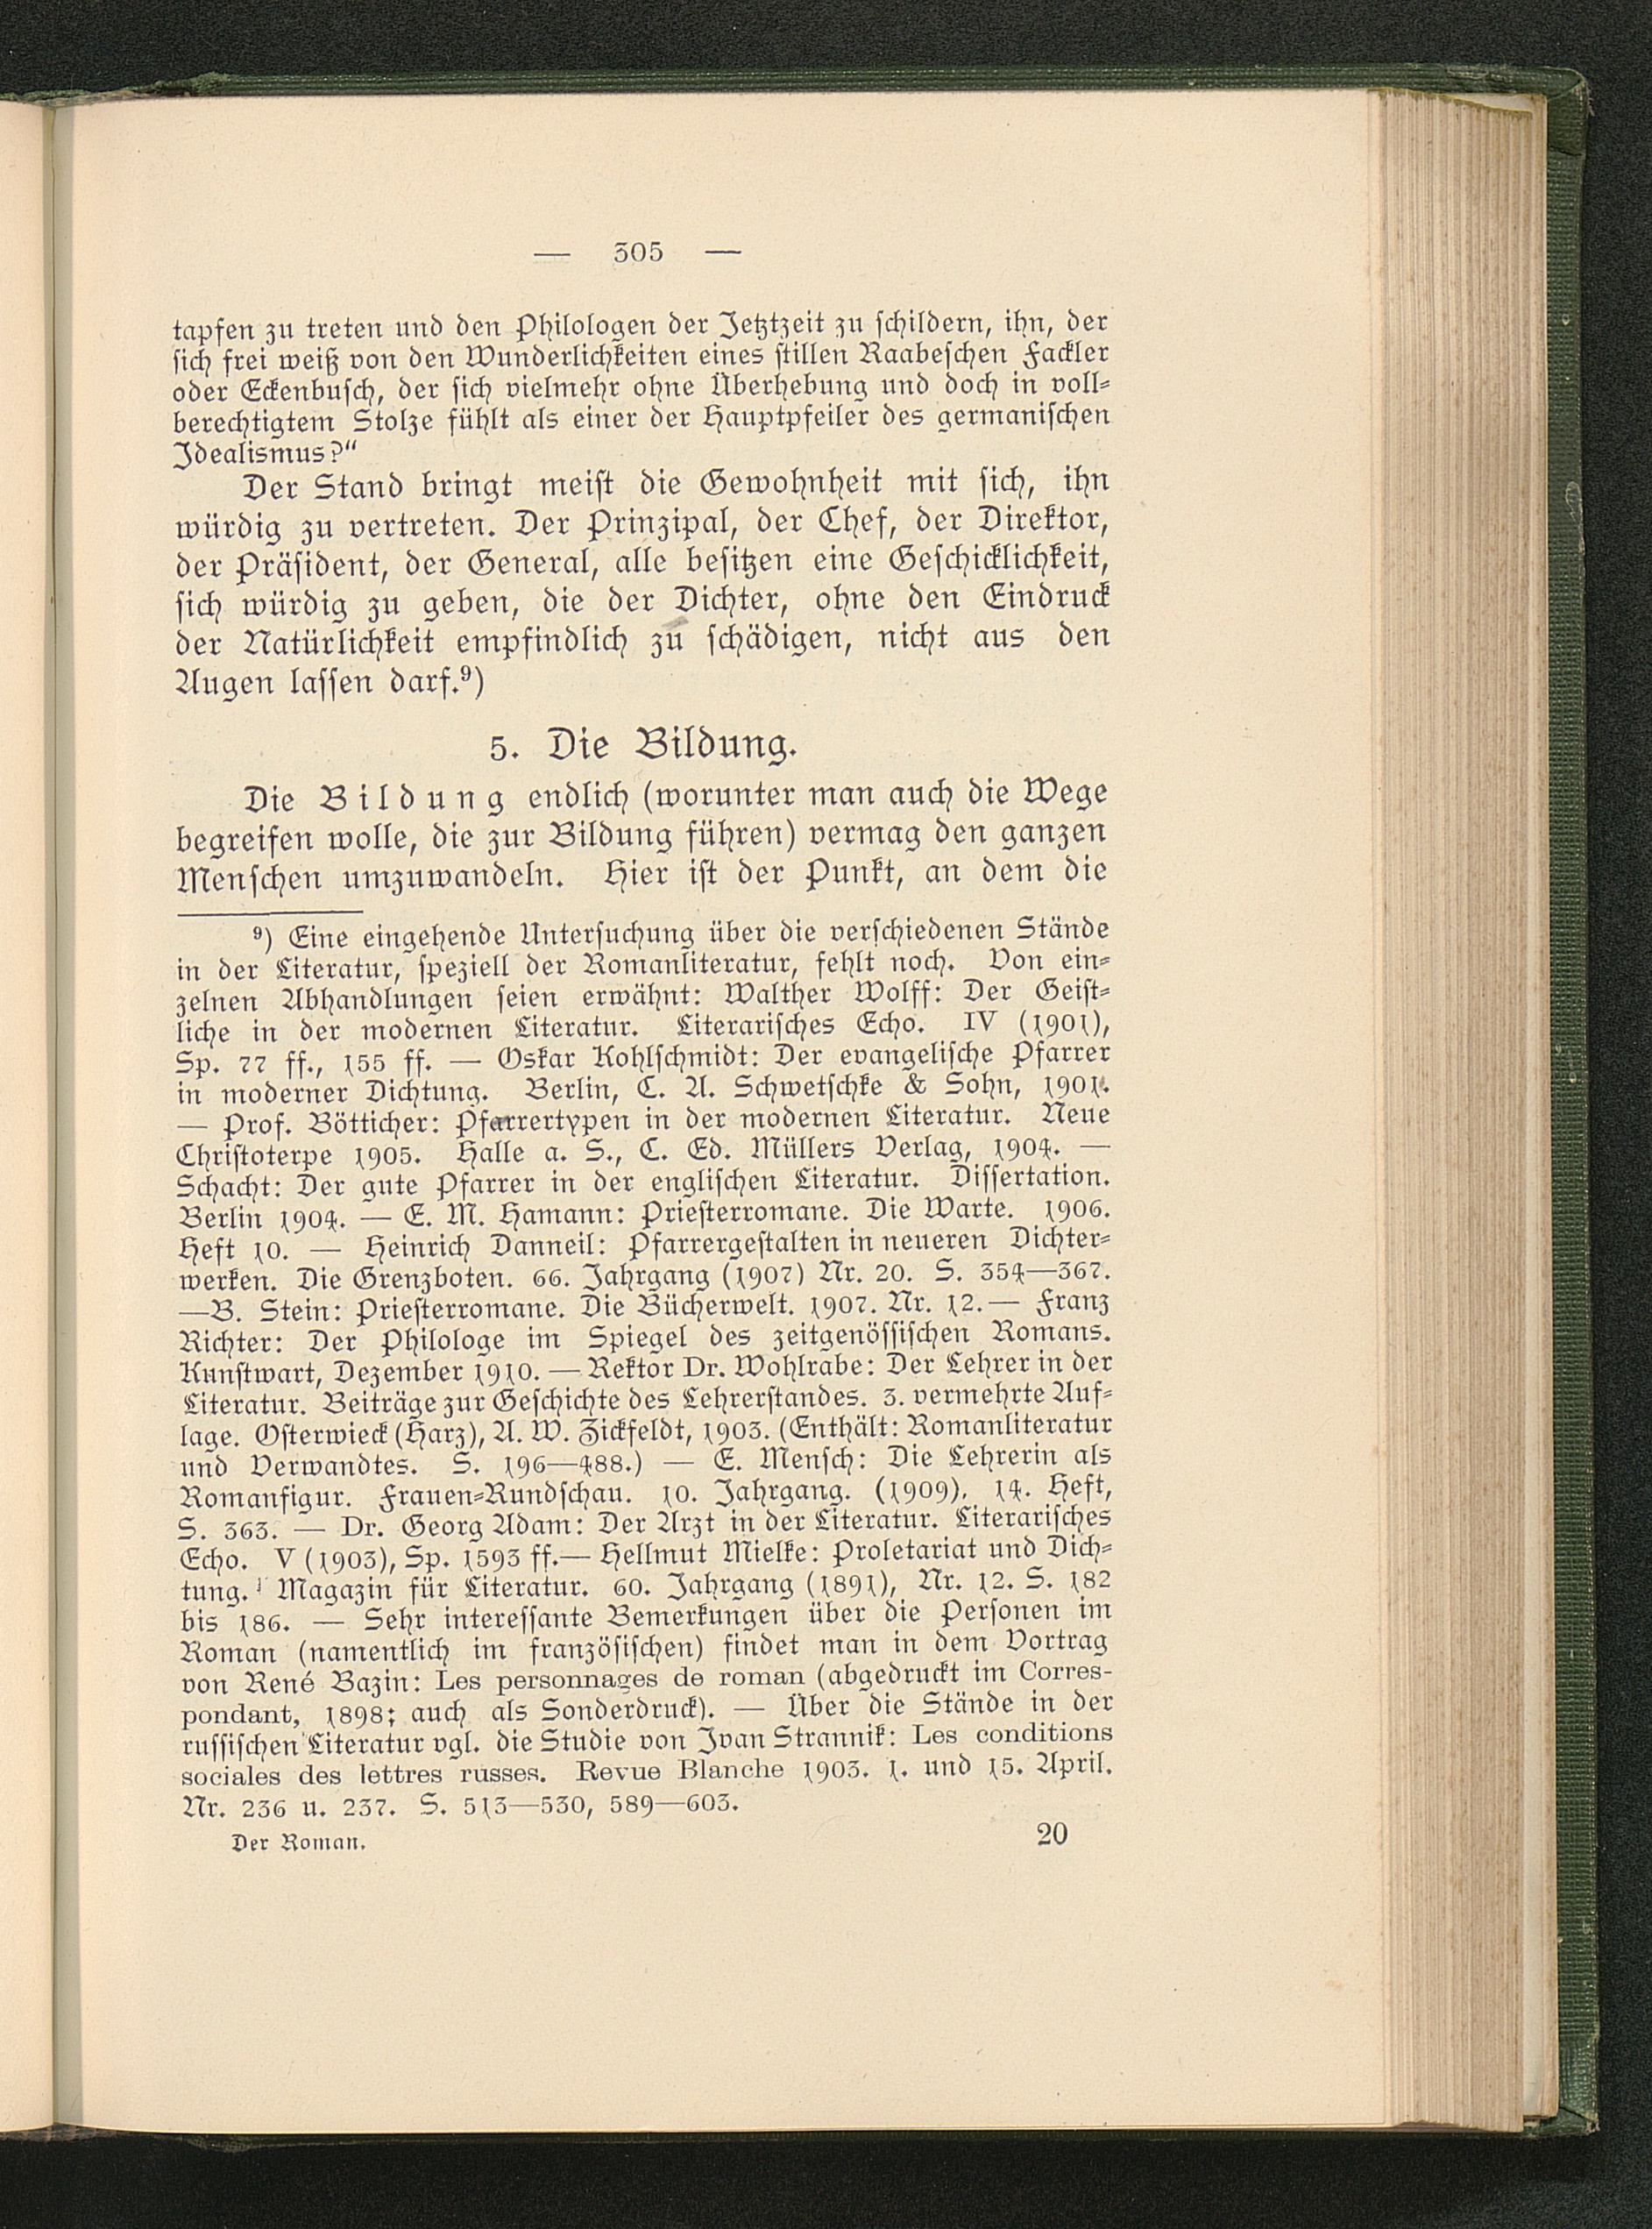 — 305 —
tapfen zu treten und den Philologen der Jetztzeit zu schildern, ihn, der
sich frei weiß von den Wunderlichkeiten eines stillen Raabeschen Fackler
oder Eckenbusch, der sich vielmehr ohne Überhebung und doch in voll-
berechtigtem Stolze fühlt als einer der Hauptpfeiler des germanischen
Idealismus?“
Der Stand bringt meist die Gewohnheit mit sich, ihn
würdig zu vertreten. Der Prinzipal, der Chef, der Direktor,
der Präsident, der General, alle besitzen eine Geschicklichkeit,
sich würdig zu geben, die der Dichter, ohne den Eindruck
der Natürlichkeit empfindlich zu schädigen, nicht aus den
Augen lassen darf.⁹)
5. Die Bildung.
Die Bildung endlich (worunter man auch die Wege
begreifen wolle, die zur Bildung führen) vermag den ganzen
Menschen umzuwandeln. Hier ist der Punkt, an dem die
⁹) Eine eingehende Untersuchung über die verschiedenen Stände
in der Literatur, speziell der Romanliteratur, fehlt noch. Von ein-
zelnen Abhandlungen seien erwähnt: Walther Wolff: Der Geist-
liche in der modernen Literatur. Literarisches Echo. IV (1901),
Sp. 77 ff., 155 ff. — Oskar Kohlschmidt: Der evangelische Pfarrer
in moderner Dichtung. Berlin, C. A. Schwetschke & Sohn, 1901.
— Prof. Bötticher: Pfarrertypen in der modernen Literatur. Neue
Christoterpe 1905. Halle a. S., C. Ed. Müllers Verlag, 1904. —
Schacht: Der gute Pfarrer in der englischen Literatur. Dissertation.
Berlin 1904. — E. M. Hamann: Priesterromane. Die Warte. 1906.
Heft 10. — Heinrich Danneil: Pfarrergestalten in neueren Dichter-
werken. Die Grenzboten. 66. Jahrgang (1907) Nr. 20. S. 354—367.
—B. Stein: Priesterromane. Die Bücherwelt. 1907. Nr. 12.— Franz
Richter: Der Philologe im Spiegel des zeitgenössischen Romans.
Kunstwart, Dezember 1910. — Rektor Dr. Wohlrabe: Der Lehrer in der
Literatur. Beiträge zur Geschichte des Lehrerstandes. 3. vermehrte Auf-
lage. Osterwieck (Harz), A. W. Zickfeldt, 1903. (Enthält: Romanliteratur
und Verwandtes. S. 196—488.) — E. Mensch: Die Lehrerin als
Romanfigur. Frauen-Rundschau. 10. Jahrgang. (1909). 14. Heft,
S. 363. — Dr. Georg Adam: Der Arzt in der Literatur. Literarisches
Echo. V (1903), Sp. 1593 ff.— Hellmut Mielke: Proletariat und Dich-
tung. Magazin für Literatur. 60. Jahrgang (1891), Nr. 12. S. 182
bis 186. — Sehr interessante Bemerkungen über die Personen im
Roman (namentlich im französischen) findet man in dem Vortrag
von René Bazin: Les personnages de roman (abgedruckt im Corres-
pondant, 1898; auch als Sonderdruck). — Über die Stände in der
russischen Literatur vgl. die Studie von Ivan Strannik: Les conditions
sociales des lettres russes. Revue Blanche 1903. 1. und 15. April.
Nr. 236 u. 237. S. 513—530, 589—603.
Der Roman. 20